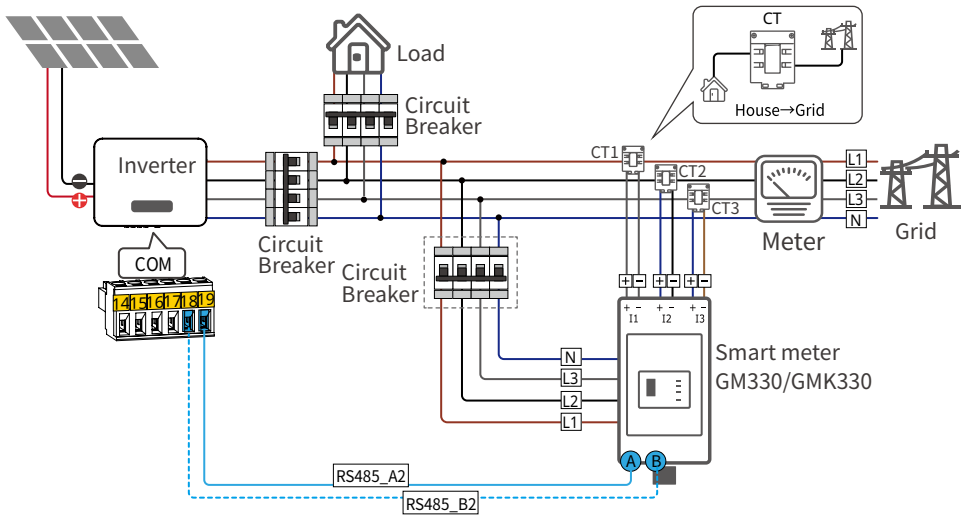 CT
House→Grid
Load
Circuit
Breaker
Inverter
CT1
CT2
CT3
L1
L2
L3
N
Meter
Grid
Circuit
Breaker
Circuit
Breaker
COM
14 15 16 17 18 19
+ − + − + −
+ − + − + −
I1 I2 I3
N
L3
L2
L1
Smart meter
GM330/GMK330
A B
RS485_A2
RS485_B2